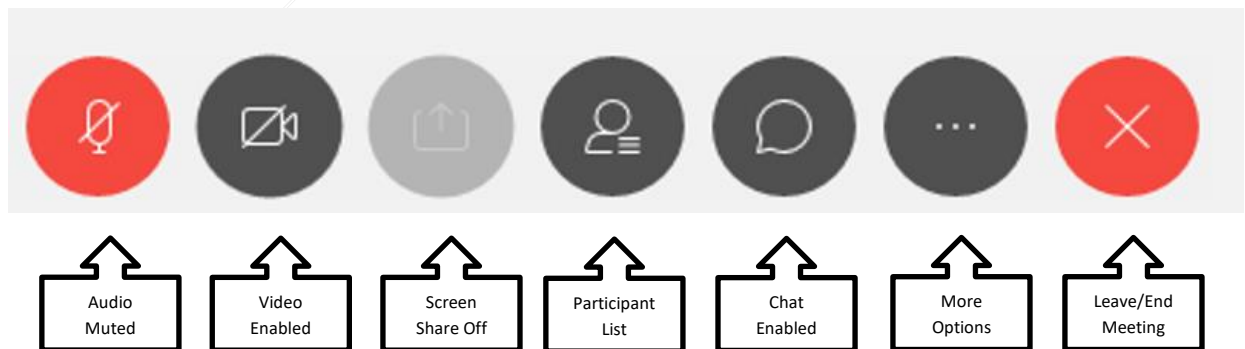 Audio
Muted
Video
Enabled
Screen
Share Off
Participant
List
Chat
Enabled
More
Options
Leave/End
Meeting